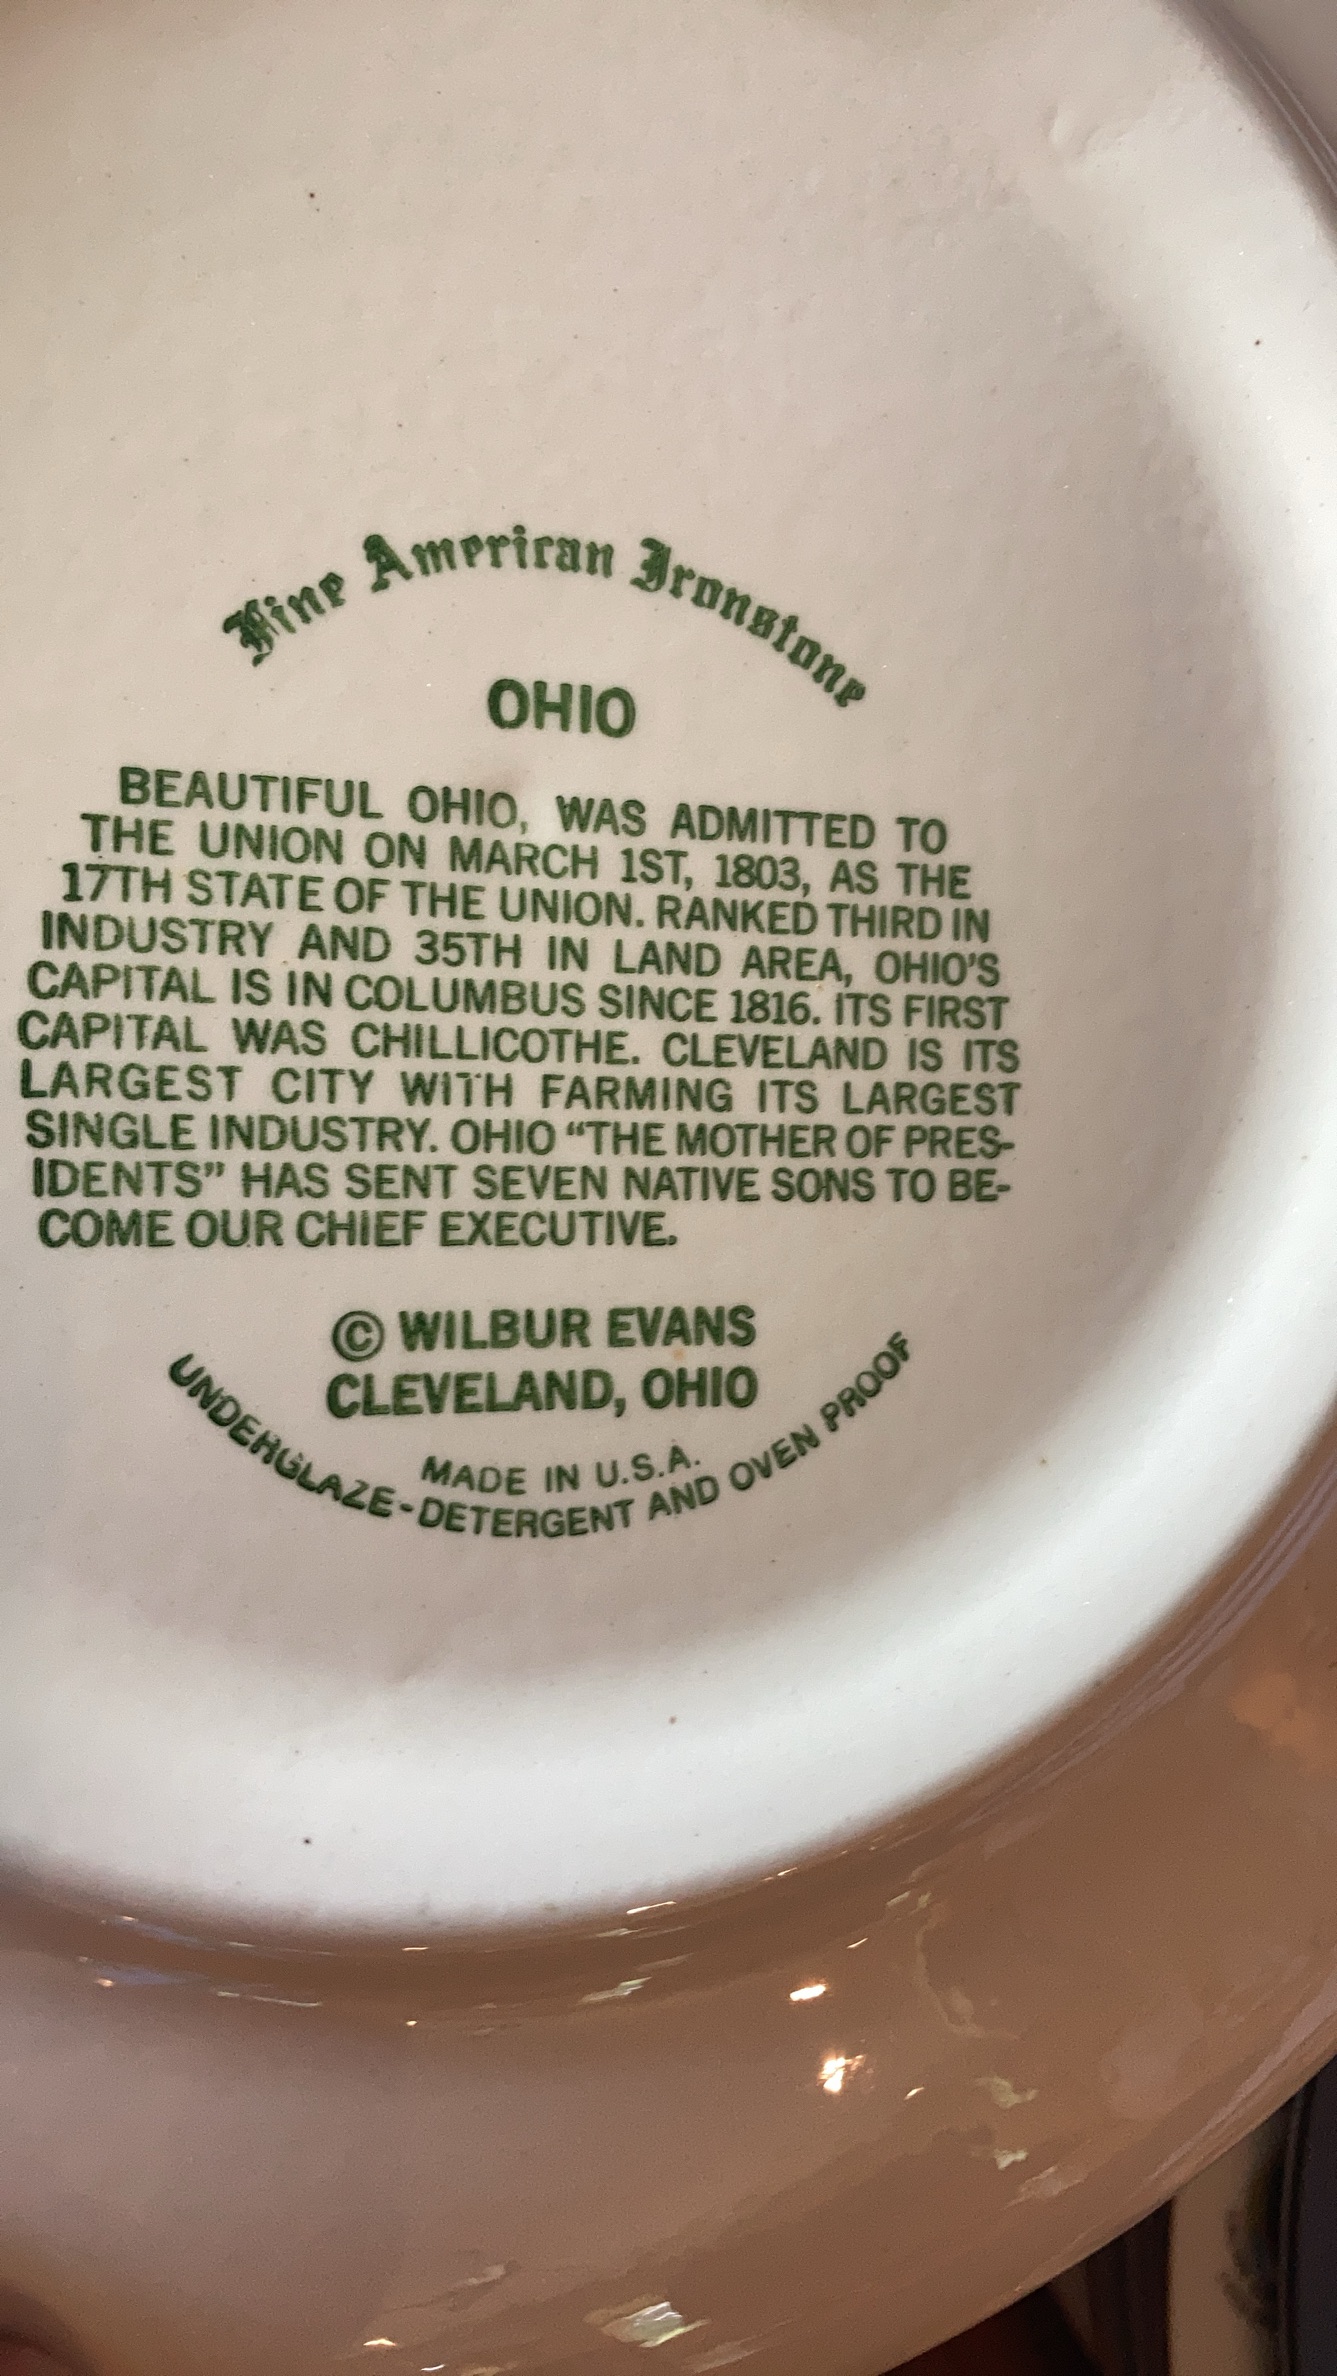 Fine American Ironstone
OHIO
BEAUTIFUL OHIO, WAS ADMITTED TO
THE UNION ON MARCH 1ST, 1803, AS THE
17TH STATE OF THE UNION. RANKED THIRD IN
INDUSTRY AND 35TH IN LAND AREA, OHIO'S
CAPITAL IS IN COLUMBUS SINCE 1816. ITS FIRST
CAPITAL WAS CHILLICOTHE. CLEVELAND IS ITS
LARGEST CITY WITH FARMING ITS LARGEST
SINGLE INDUSTRY. OHIO “THE MOTHER OF PRES-
IDENTS” HAS SENT SEVEN NATIVE SONS TO BE-
COME OUR CHIEF EXECUTIVE.
© WILBUR EVANS
CLEVELAND, OHIO
MADE IN U.S.A.
UNDERGLAZE-DETERGENT AND OVEN PROOF